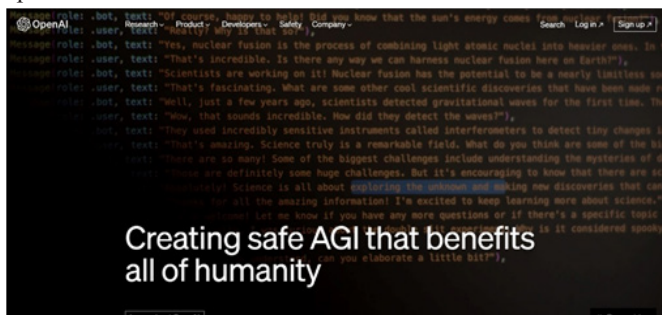 OpenAI Research Product Developers Safety Company Search Log in Sign up
Message(role: .bot, text: "Of course, happy to help! Did you know that the sun's energy comes from nuclear
Message(role: .user, text: "Really? Why is that so?"),
Message(role: .bot, text: "Yes, nuclear fusion is the process of combining light atomic nuclei into heavier ones. In
Message(role: .user, text: "That's incredible. Is there any way we can harness nuclear fusion here on Earth?"),
Message(role: .bot, text: "Scientists are working on it! Nuclear fusion has the potential to be a nearly limitless
role: .user, text: "That's fascinating. What are some other cool scientific discoveries that have been made
role: .bot, text: "Well, just a few years ago, scientists detected gravitational waves for the first time. Th
role: .user, text: "Wow, that sounds incredible. How did they detect the waves?"),
.bot, text: "They used incredibly sensitive instruments called interferometers to detect tiny changes i
.user, text: "That's amazing. Science truly is a remarkable field. What do you think are some of the bi
text: "There are so many! Some of the biggest challenges include understanding the mysteries of
text: "Those are definitely some huge challenges. But it's encouraging to know that there are
Science is all about exploring the unknown and making new discoveries that can
for all the amazing information! I'm excited to keep learning more about science."
Let me know if you have any more questions or if there's a specific topic
is it considered spooky
Creating safe AGI that benefits
can you elaborate a little bit?"),
all of humanity